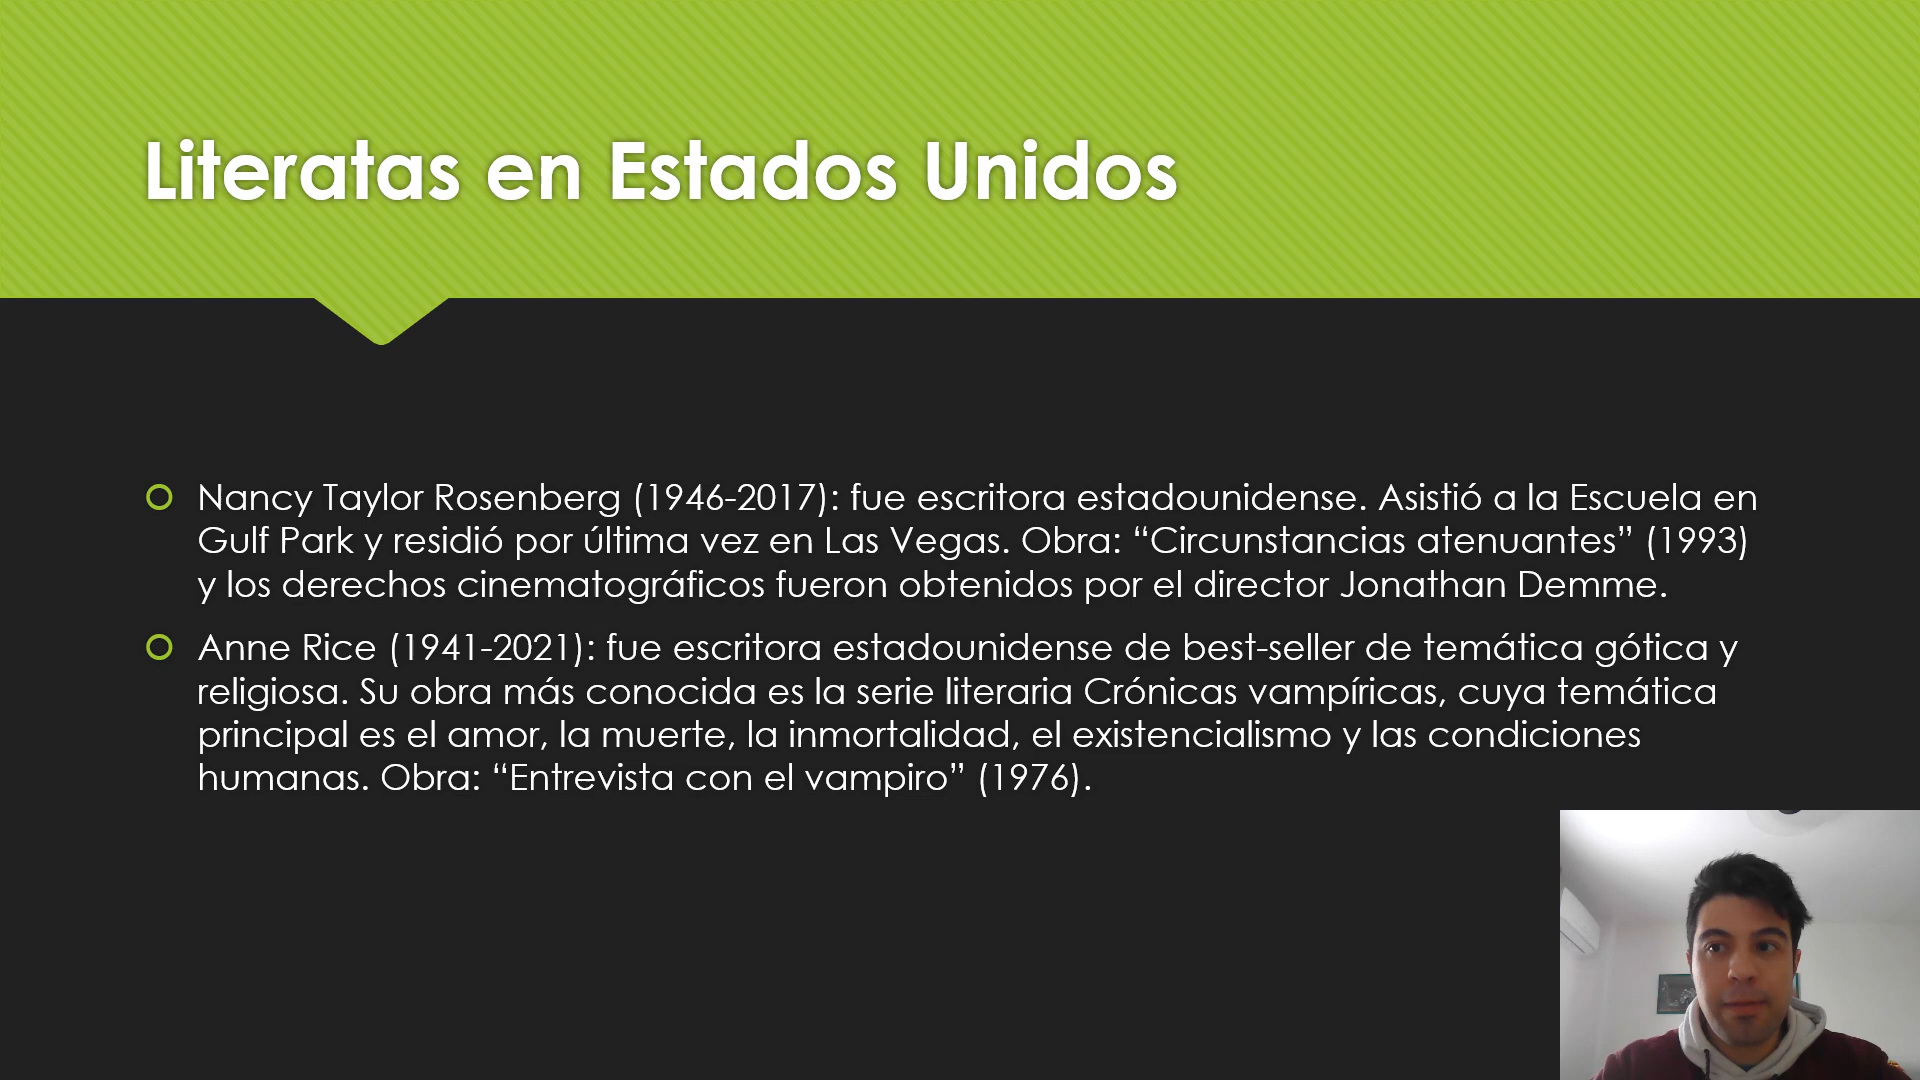 Literatas en Estados Unidos
Nancy Taylor Rosenberg (1946-2017): fue escritora estadounidense. Asistió a la Escuela en
Gulf Park y residió por última vez en Las Vegas. Obra: “Circunstancias atenuantes” (1993)
y los derechos cinematográficos fueron obtenidos por el director Jonathan Demme.
Anne Rice (1941-2021): fue escritora estadounidense de best-seller de temática gótica y
religiosa. Su obra más conocida es la serie literaria Crónicas vampíricas, cuya temática
principal es el amor, la muerte, la inmortalidad, el existencialismo y las condiciones
humanas. Obra: “Entrevista con el vampiro” (1976).